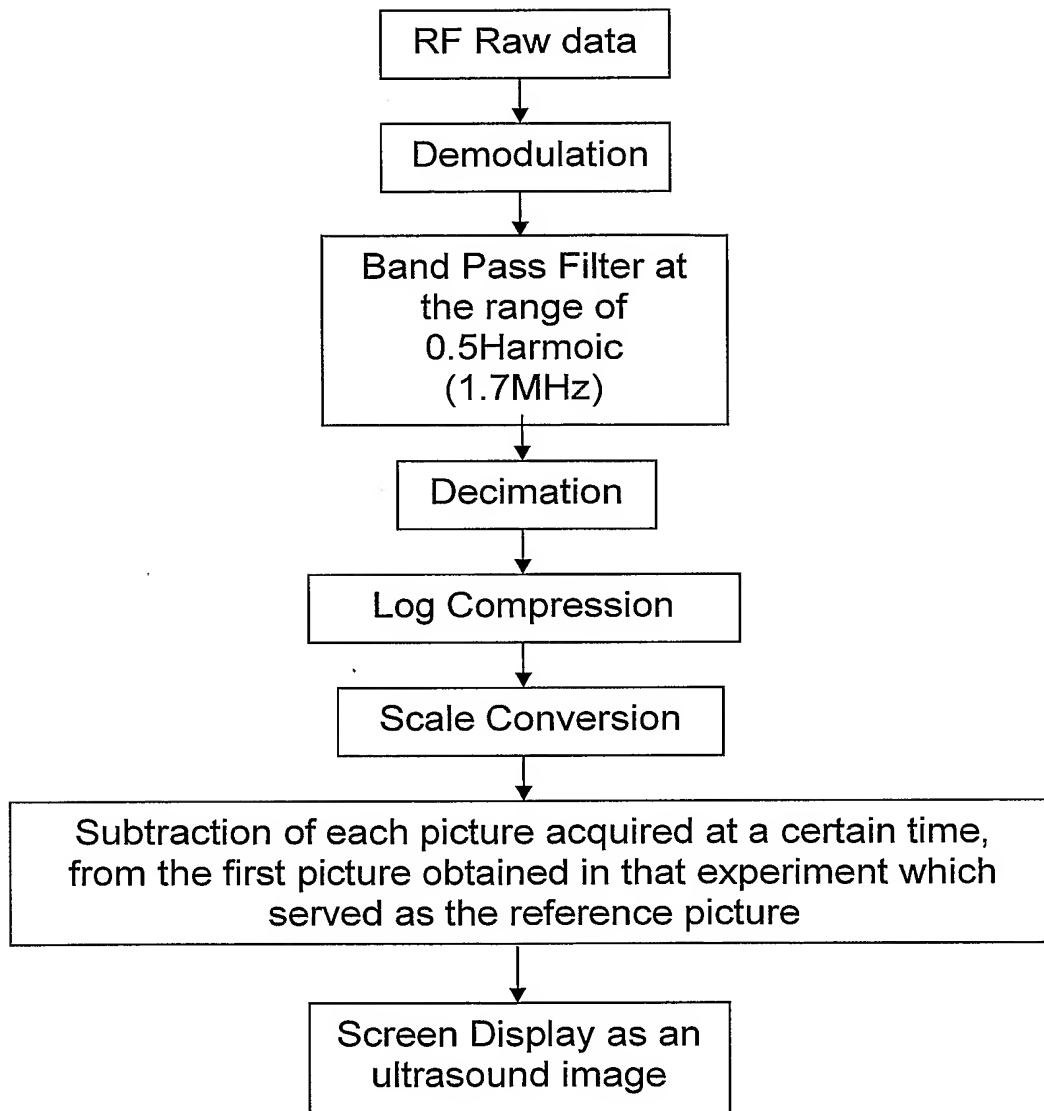 RF Raw data
Demodulation
Band Pass Filter at
the range of
0.5Harmoic
(1.7MHz)
Decimation
Log Compression
Scale Conversion
Subtraction of each picture acquired at a certain time,
from the first picture obtained in that experiment which
served as the reference picture
Screen Display as an
ultrasound image